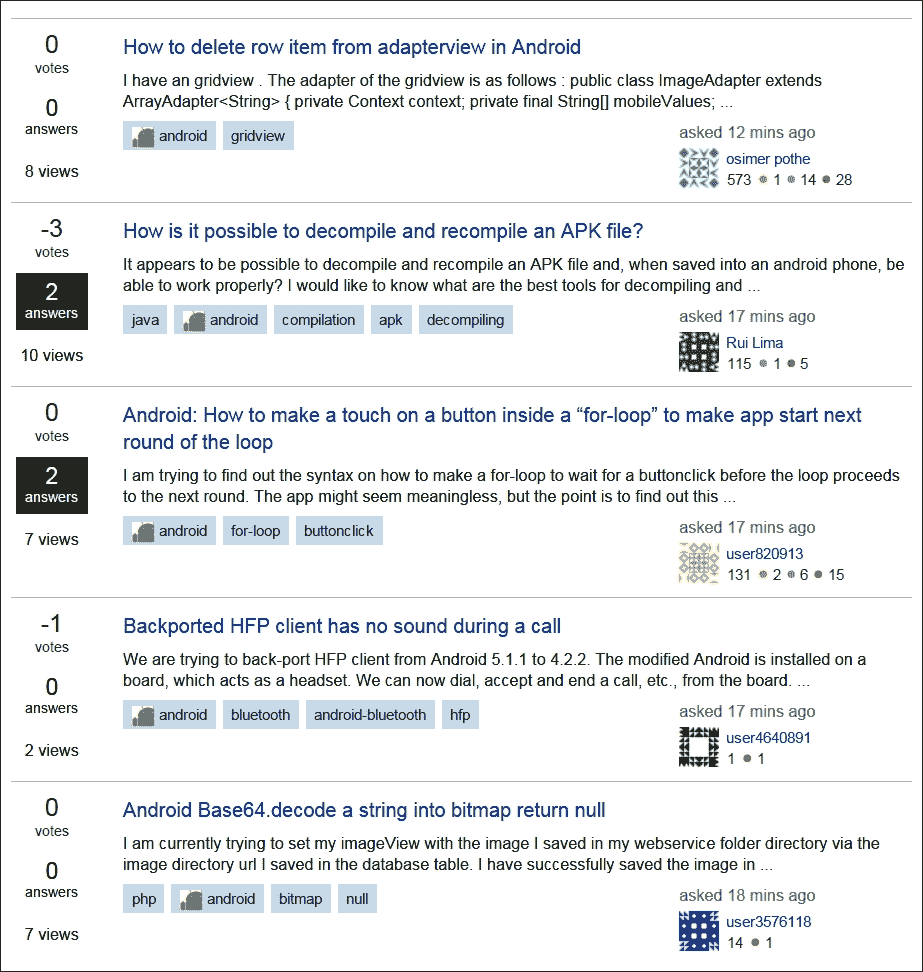 0
votes
0
answers
8 views
How to delete row item from adapterview in Android
I have an gridview . The adapter of the gridview is as follows : public class ImageAdapter extends
ArrayAdapter<String> { private Context context; private final String[] mobileValues; ...
android gridview
asked 12 mins ago
osimer pothe
573 1 14 28
-3
votes
2
answers
10 views
How is it possible to decompile and recompile an APK file?
It appears to be possible to decompile and recompile an APK file and, when saved into an android phone, be
able to work properly? I would like to know what are the best tools for decompiling and ...
java android compilation apk decompiling
asked 17 mins ago
Rui Lima
115 1 5
0
votes
2
answers
7 views
Android: How to make a touch on a button inside a “for-loop” to make app start next
round of the loop
I am trying to find out the syntax on how to make a for-loop to wait for a buttonclick before the loop proceeds
to the next round. The app might seem meaningless, but the point is to find out this ...
android for-loop buttonclick
asked 17 mins ago
user820913
131 2 6 15
-1
votes
0
answers
2 views
Backported HFP client has no sound during a call
We are trying to back-port HFP client from Android 5.1.1 to 4.2.2. The modified Android is installed on a
board, which acts as a headset. We can now dial, accept and end a call, etc., from the board. ...
android bluetooth android-bluetooth hfp
asked 17 mins ago
user4640891
1 1
0
votes
0
answers
7 views
Android Base64.decode a string into bitmap return null
I am currently trying to set my imageView with the image I saved in my webservice folder directory via the
image directory url I saved in the database table. I have successfully saved the image in ...
php android bitmap null
asked 18 mins ago
user3576118
14 1